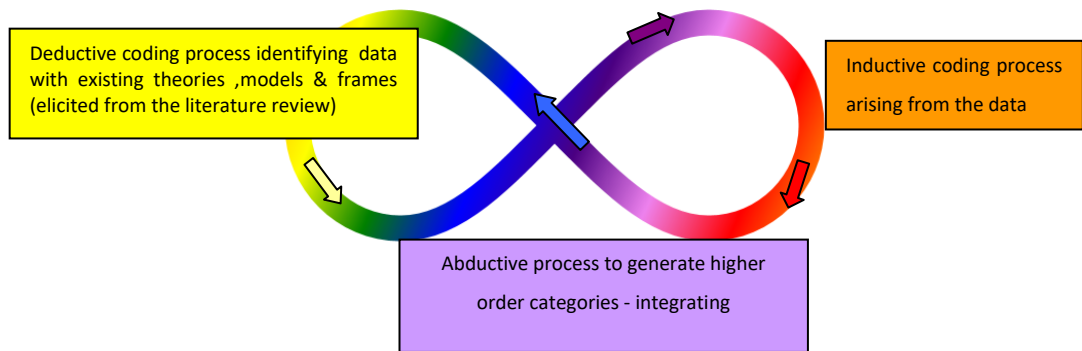 Deductive coding process identifying data
with existing theories ,models & frames
(elicited from the literature review)
Inductive coding process
arising from the data
Abductive process to generate higher
order categories - integrating